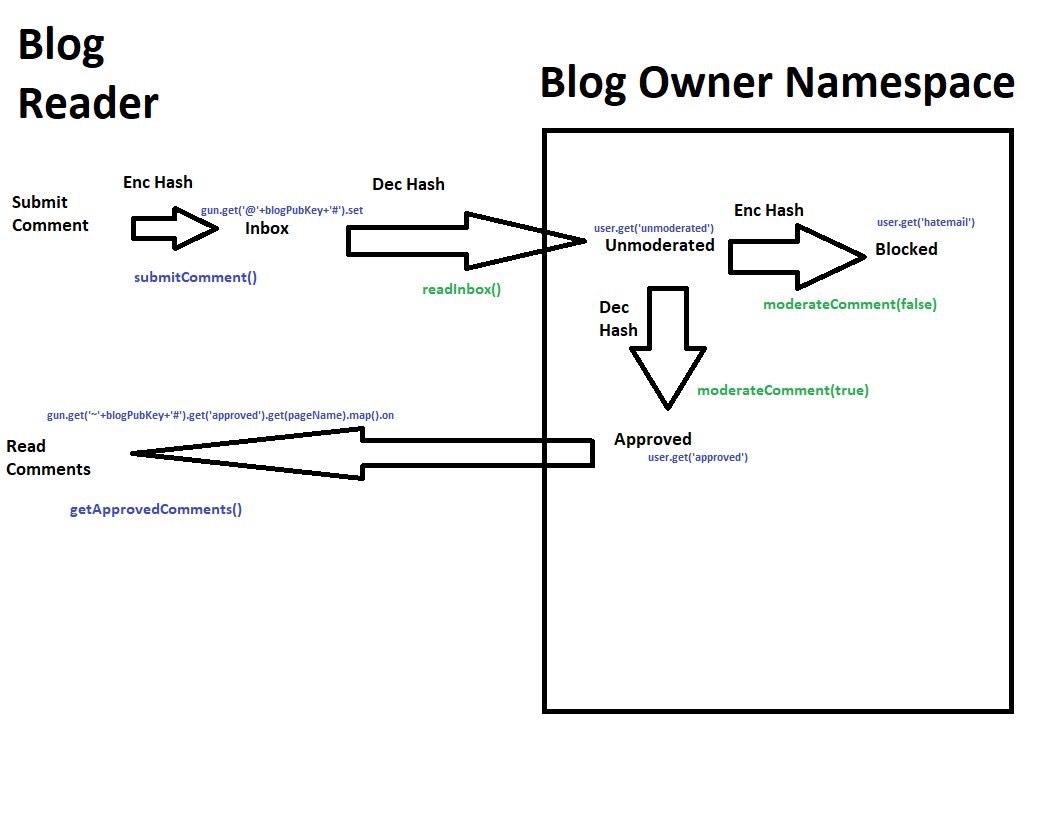 Blog
Reader
Blog Owner Namespace
Submit
Comment
Enc Hash
gun.get('@'+blogPubKey+'#').set
Inbox
submitComment()
Dec Hash
readInbox()
user.get('unmoderated')
Unmoderated
Enc Hash
user.get('hatemail')
Blocked
moderateComment(false)
Dec
Hash
moderateComment(true)
gun.get('~'+blogPubKey+'#').get('approved').get(pageName).map().on
Read
Comments
getApprovedComments()
Approved
user.get('approved')